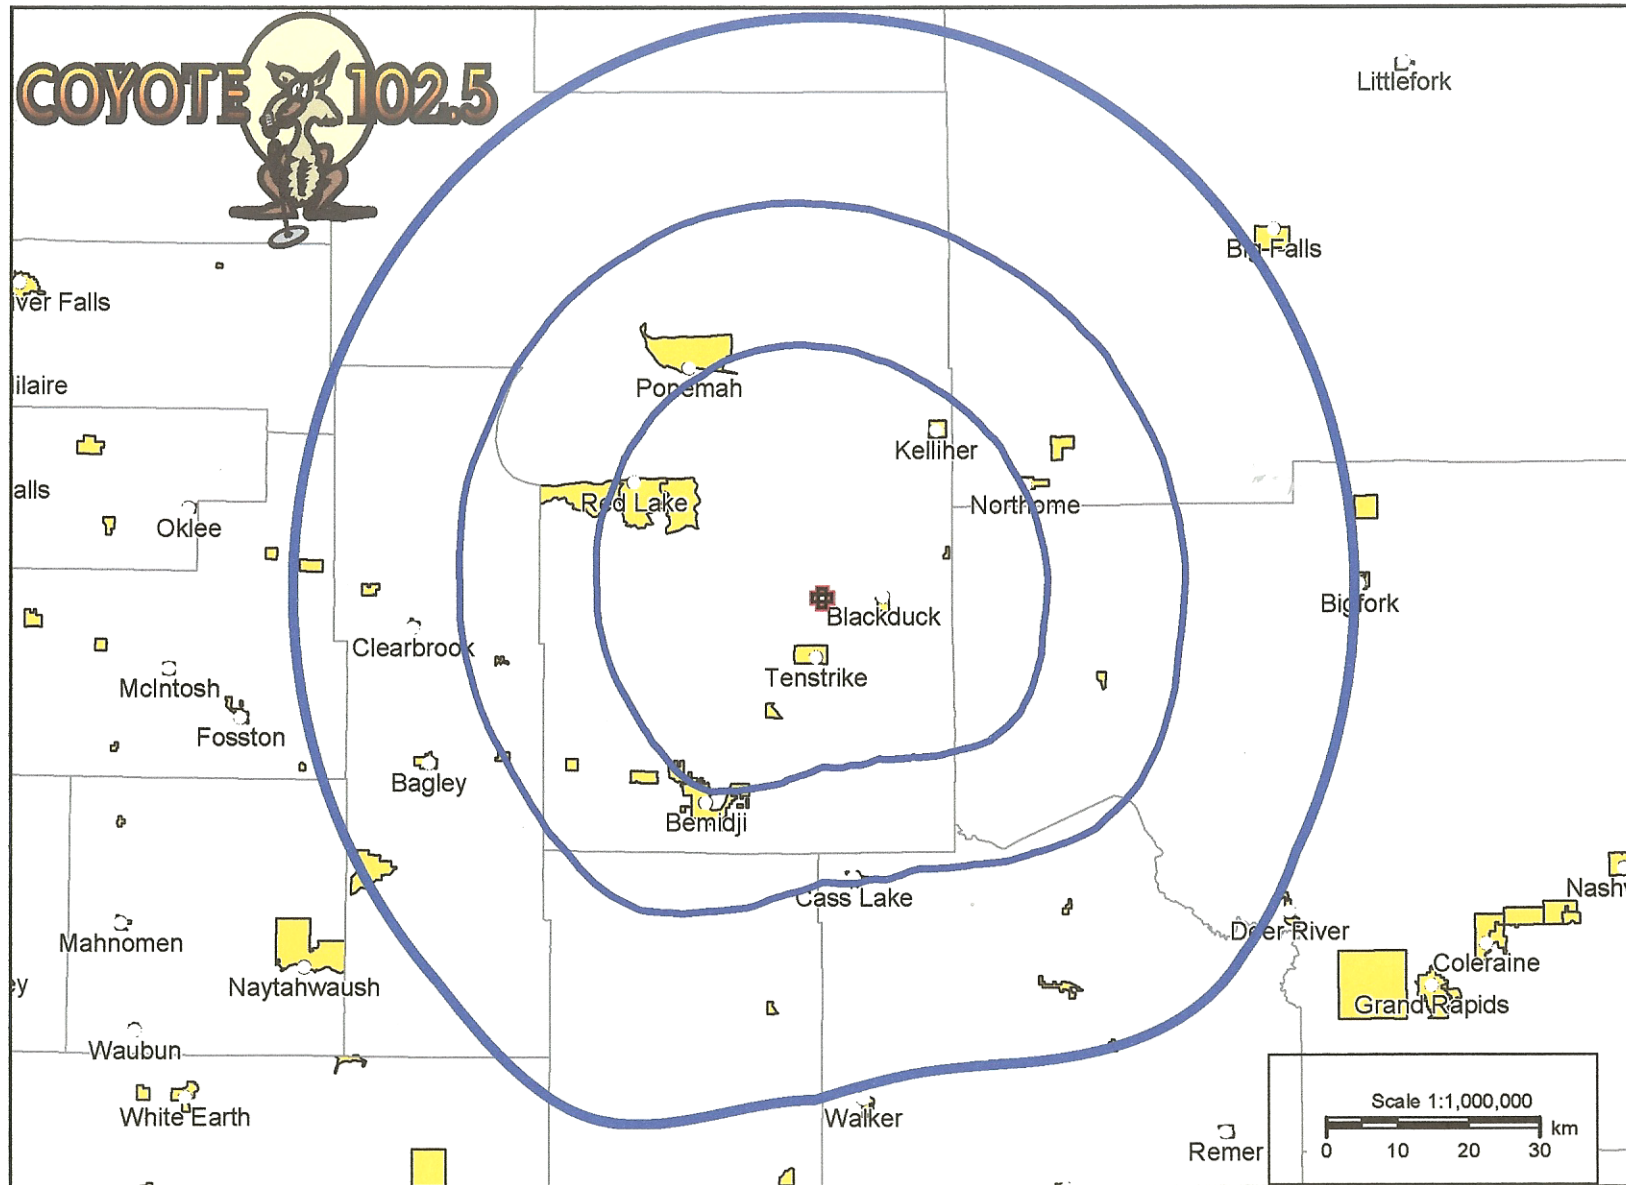 COYOTE 102.5
Littlefork
Big Falls
iver Falls
ilaire
Ponemah
Kelliher
alls
Red Lake
Northome
Oklee
Blackduck
Bigfork
Clearbrook
Tenstrike
McIntosh
Fosston
Bagley
Bemidji
Cass Lake
Nashw
Deer River
Mahnomen
Coleraine
Naytahwaush
ey
Grand Rapids
Waubun
Scale 1:1,000,000
White Earth
Walker
km
Remer
0 10 20 30